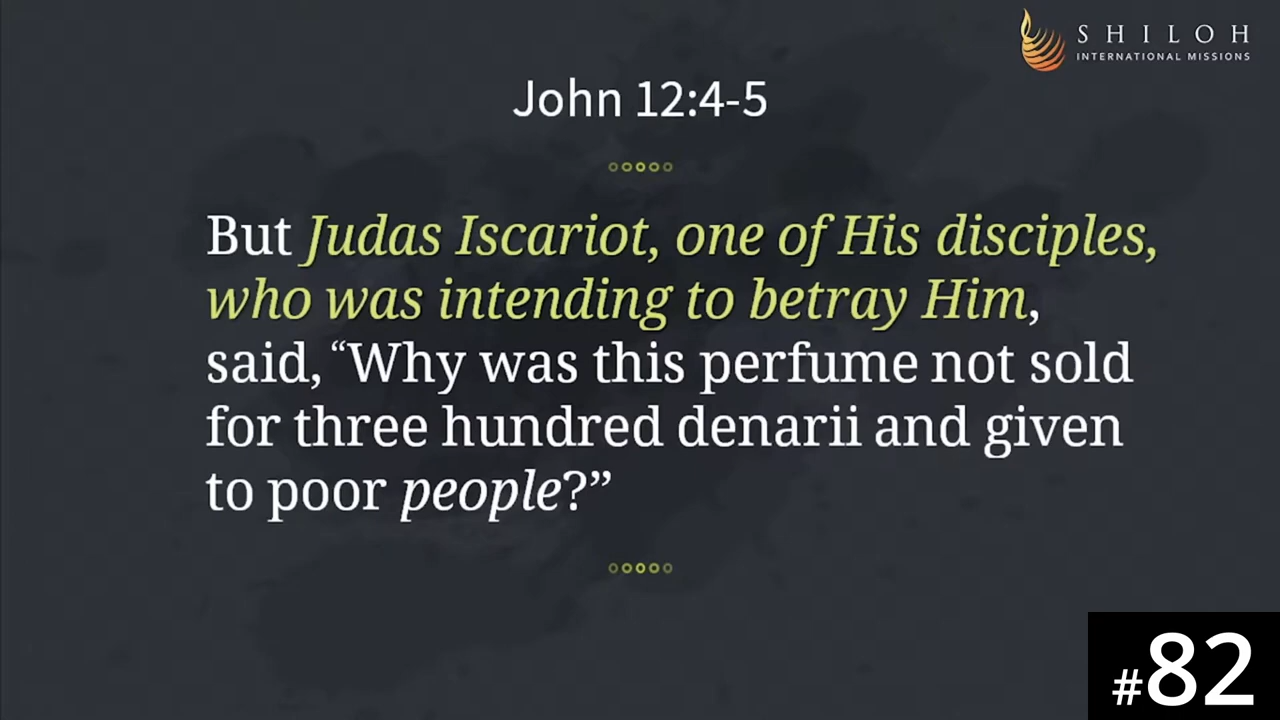 SHILOH
INTERNATIONAL MISSIONS
John 12:4-5
But Judas Iscariot, one of His disciples,
who was intending to betray Him,
said, “Why was this perfume not sold
for three hundred denarii and given
to poor people?”
#82